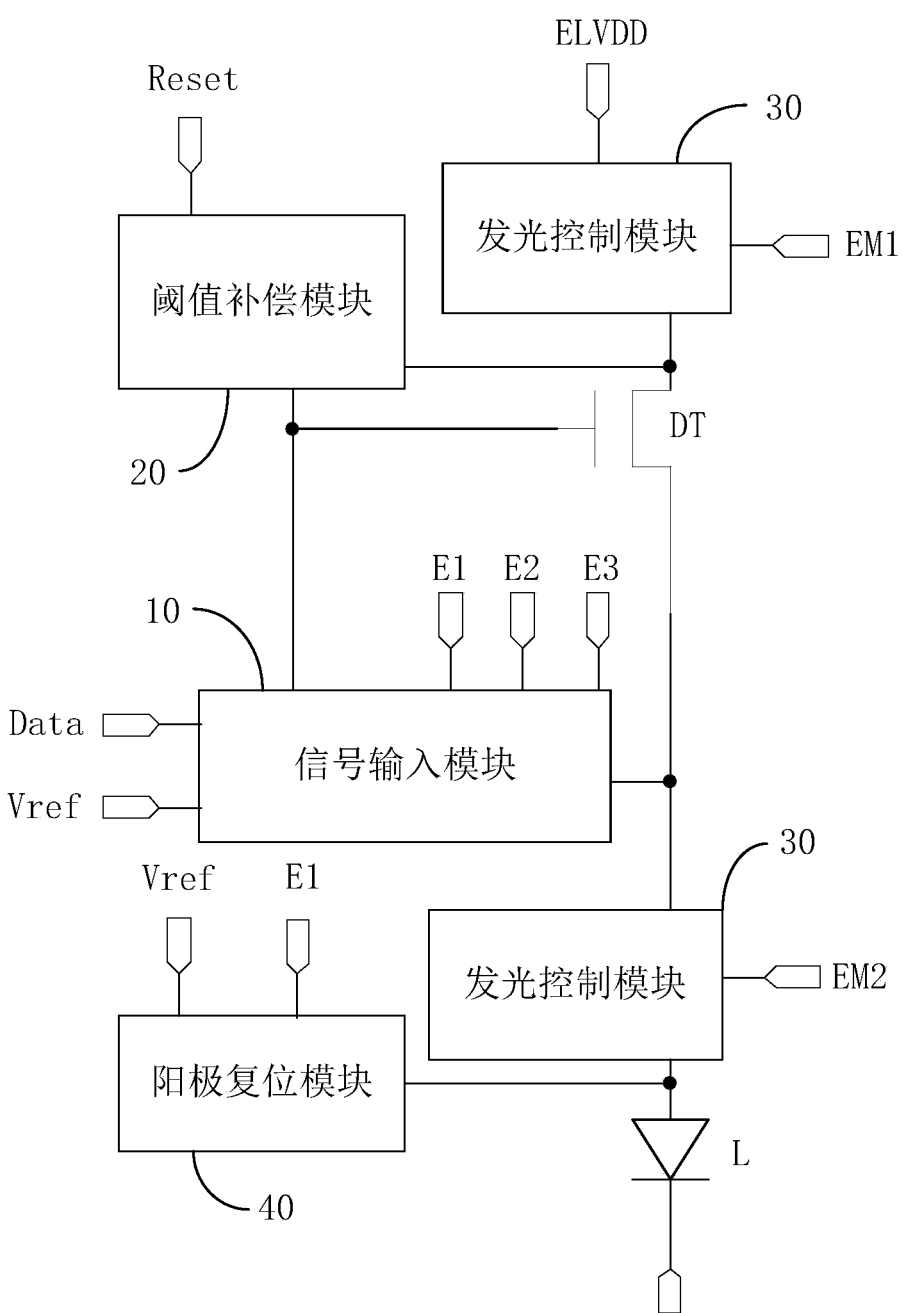 ELVDD
Reset
30
发光控制模块
EM1
阈值补偿模块
DT
20
E1 E2 E3
10
Data
信号输入模块
Vref
30
Vref E1
发光控制模块
EM2
阳极复位模块
L
40